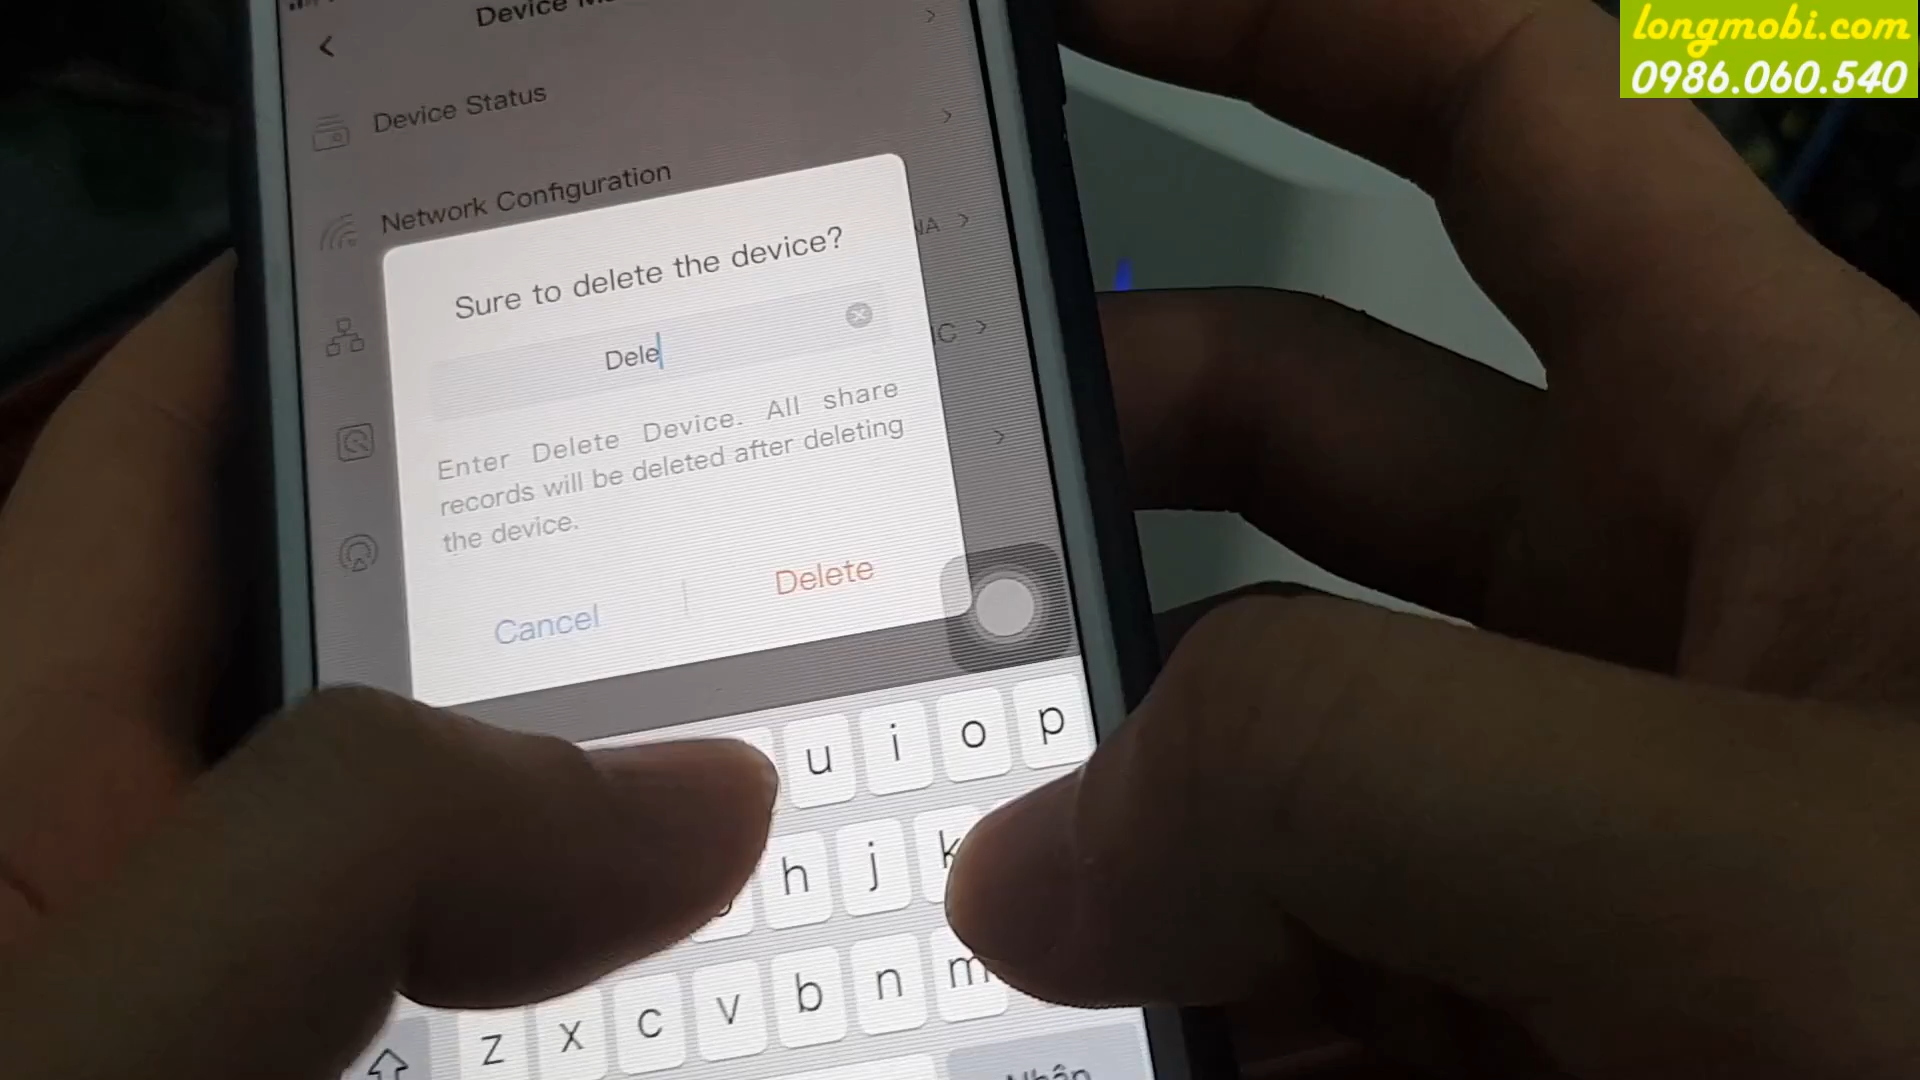 longmobi.com
0986.060.540
Device
Device Status
Network Configuration
Sure to delete the device?
Dele
Enter Delete Device. All share
records will be deleted after deleting
the device.
Cancel
Delete
u i o p
h j k
z x c v b n m
Nhập